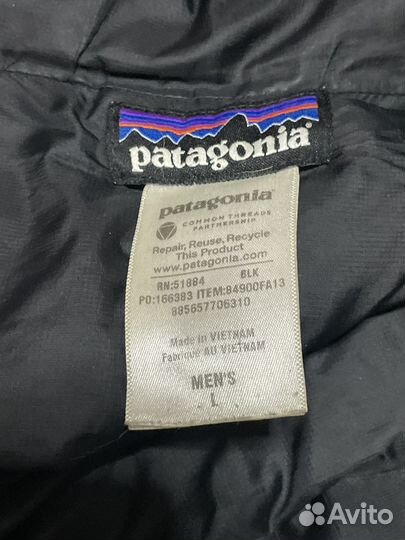 patagonia®
patagonia®
COMMON THREADS
PARTNERSHIP
Repair, Reuse, Recycle
This Product
www.patagonia.com
RN:51884 BLK
PO:166383 ITEM:84900FA13
885657706310
Made in VIETNAM
Fabriqué AU VIETNAM
MEN'S
L
Avito